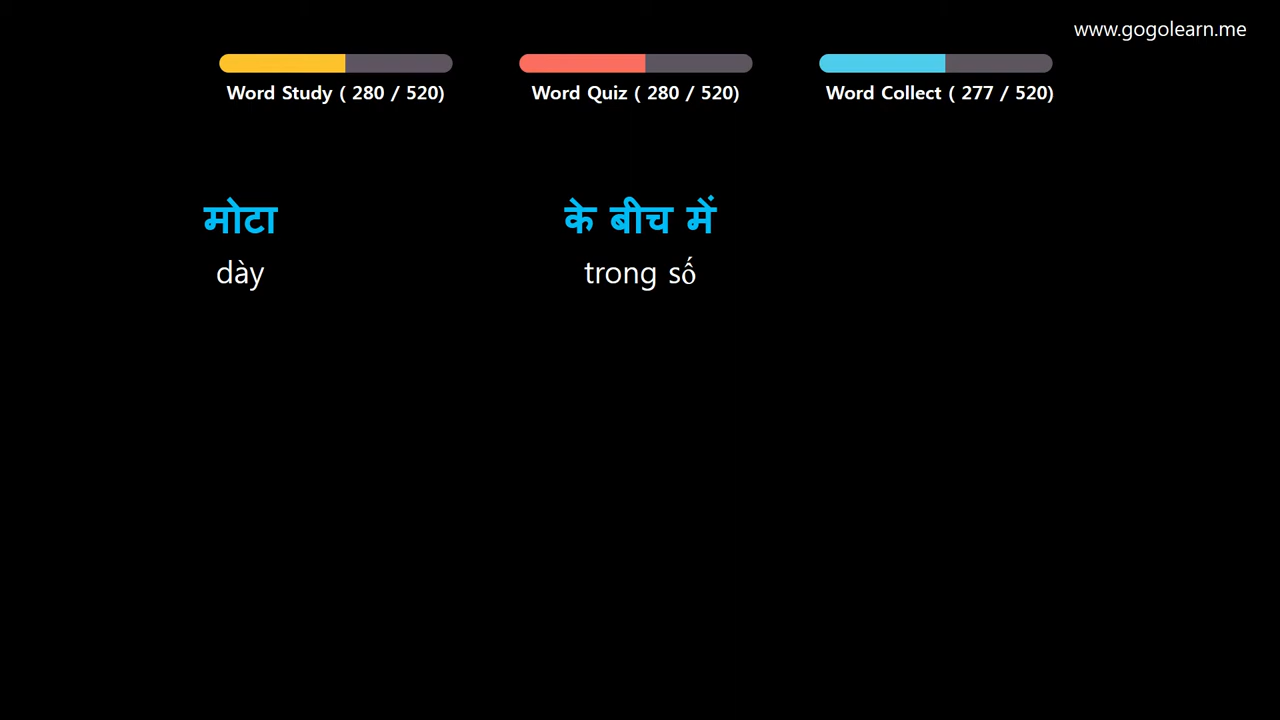 www.gogolearn.me
Word Study ( 280 / 520)
Word Quiz ( 280 / 520)
Word Collect ( 277 / 520)
मोटा
dày
के बीच में
trong số